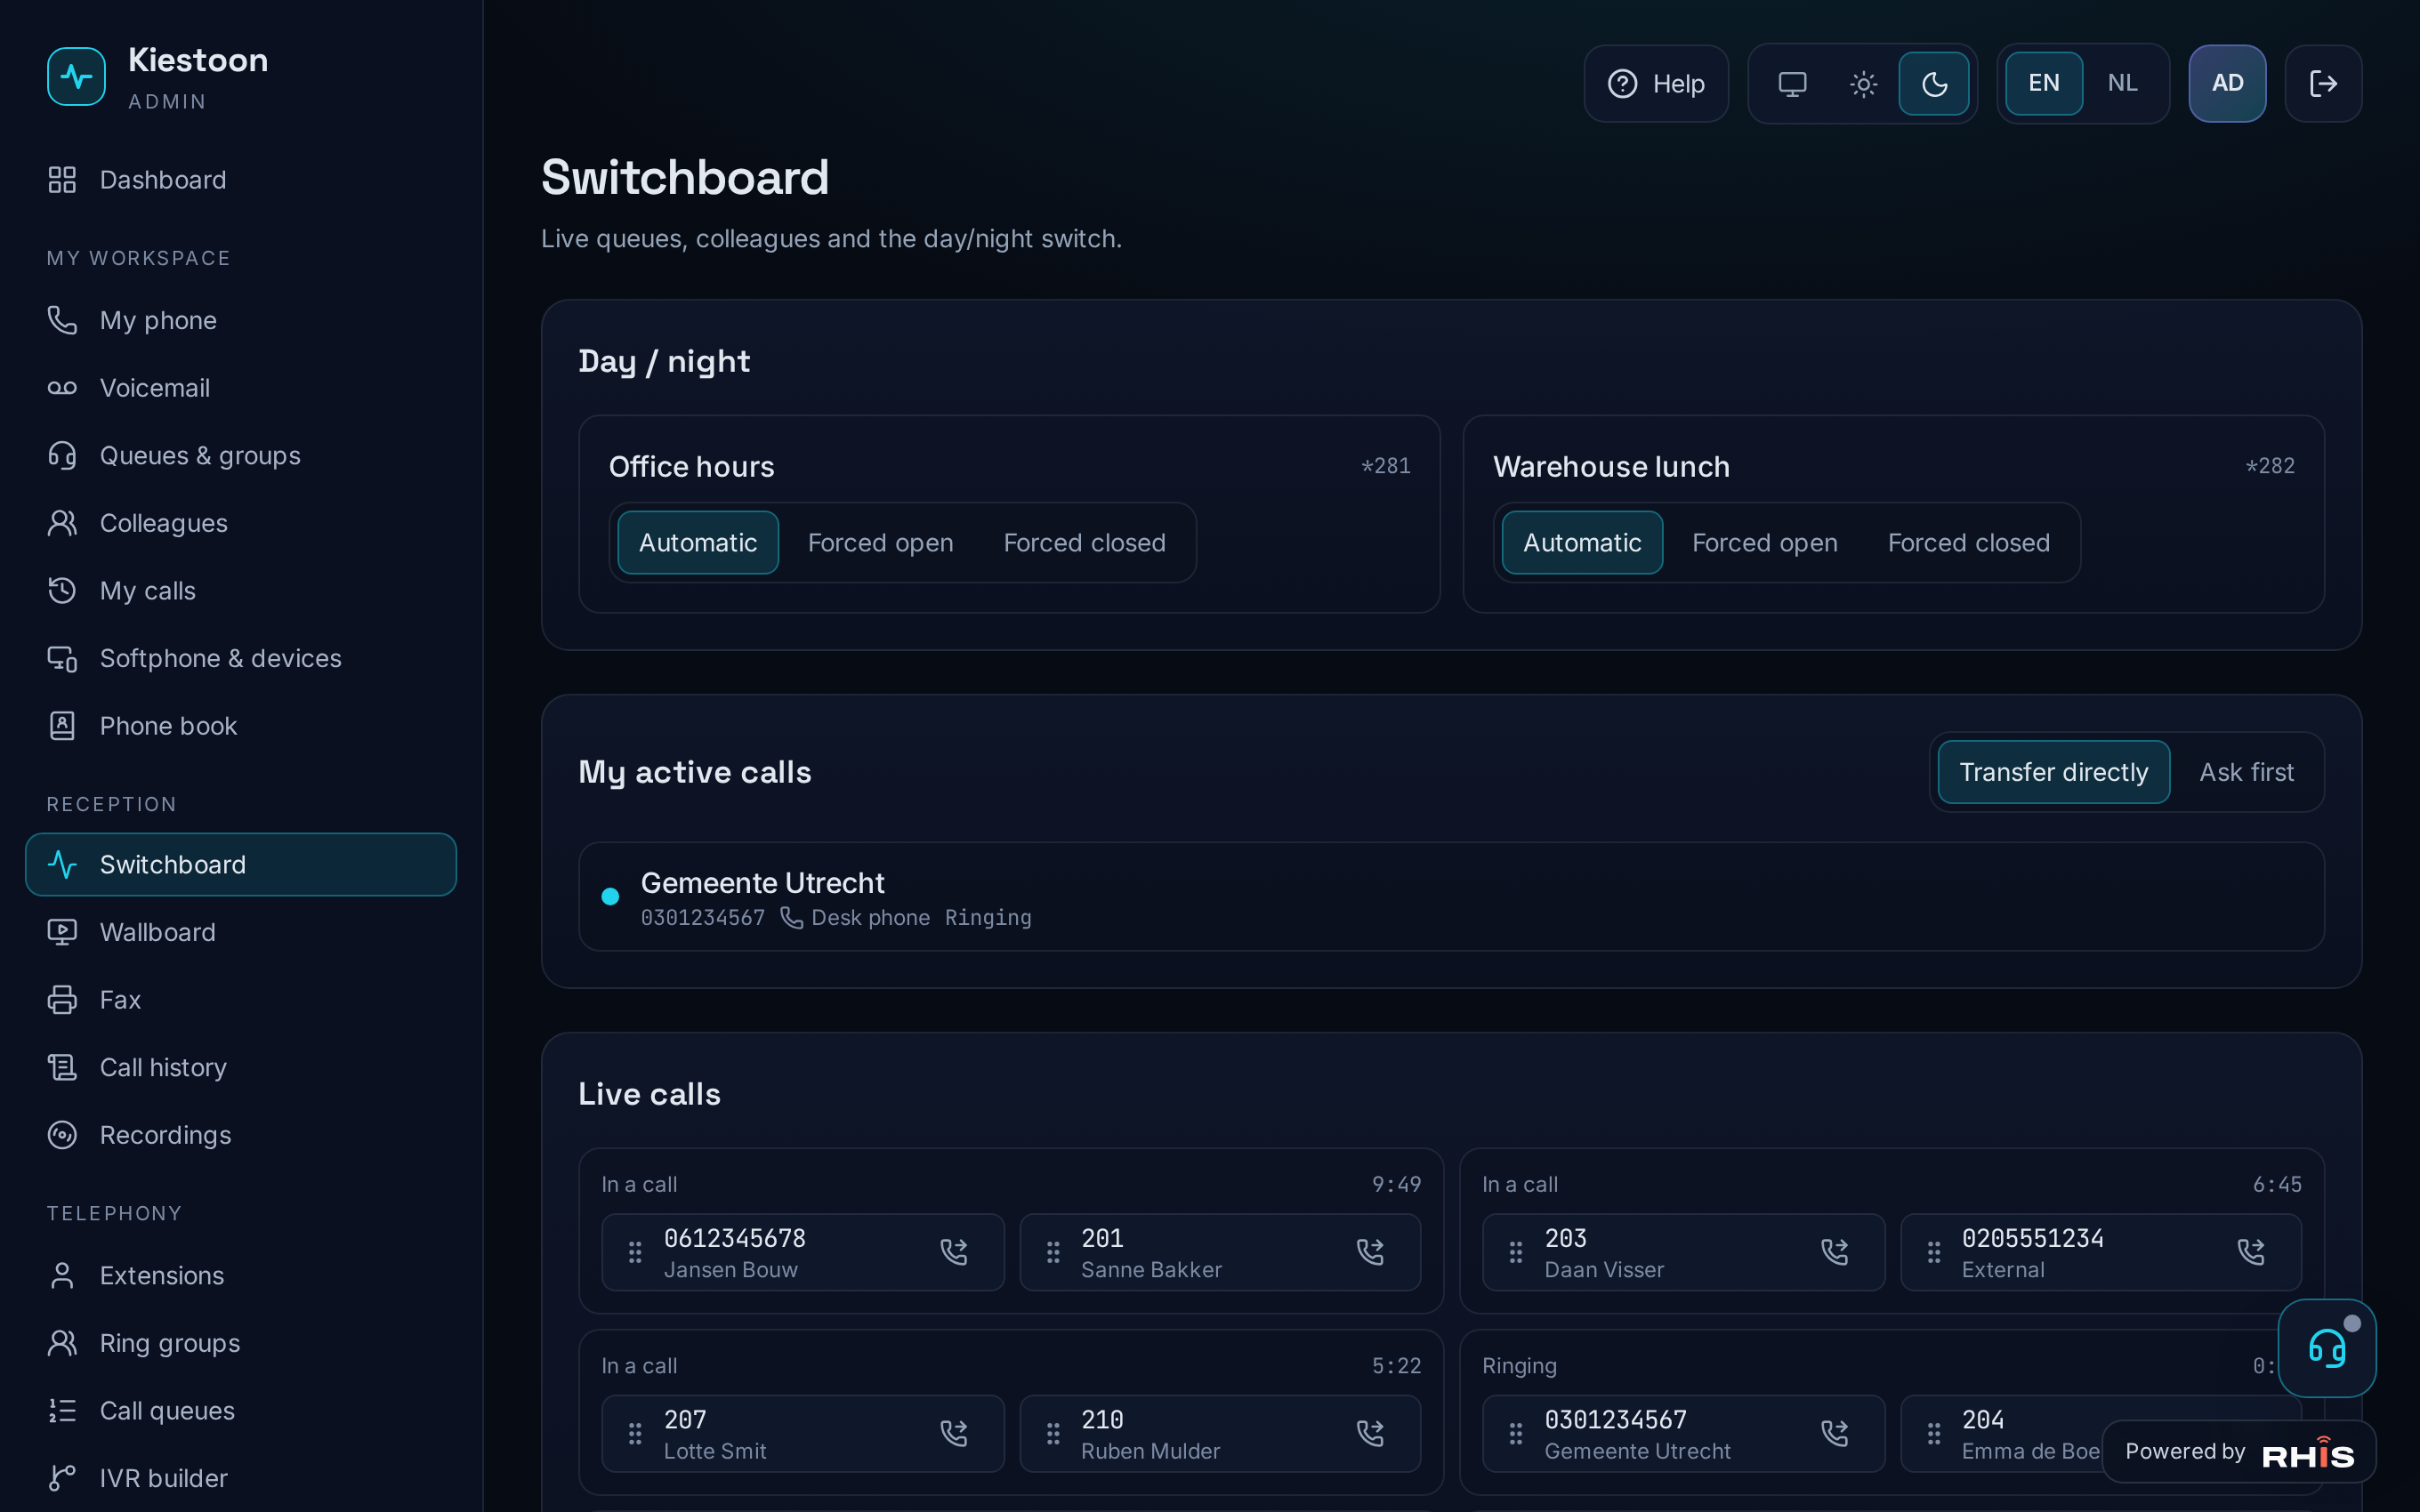 Kiestoon
ADMIN
Dashboard
MY WORKSPACE
My phone
Voicemail
Queues & groups
Colleagues
My calls
Softphone & devices
Phone book
RECEPTION
Switchboard
Wallboard
Fax
Call history
Recordings
TELEPHONY
Extensions
Ring groups
Call queues
IVR builder
Help
EN NL
AD
Switchboard
Live queues, colleagues and the day/night switch.
Day / night
Office hours *281
Automatic Forced open Forced closed
Warehouse lunch *282
Automatic Forced open Forced closed
My active calls
Transfer directly Ask first
Gemeente Utrecht
0301234567 Desk phone Ringing
Live calls
In a call 9:49
0612345678
Jansen Bouw
201
Sanne Bakker
In a call 6:45
203
Daan Visser
0205551234
External
In a call 5:22
207
Lotte Smit
210
Ruben Mulder
Ringing 0:
0301234567
Gemeente Utrecht
204
Emma de Boe
Powered by RHiS